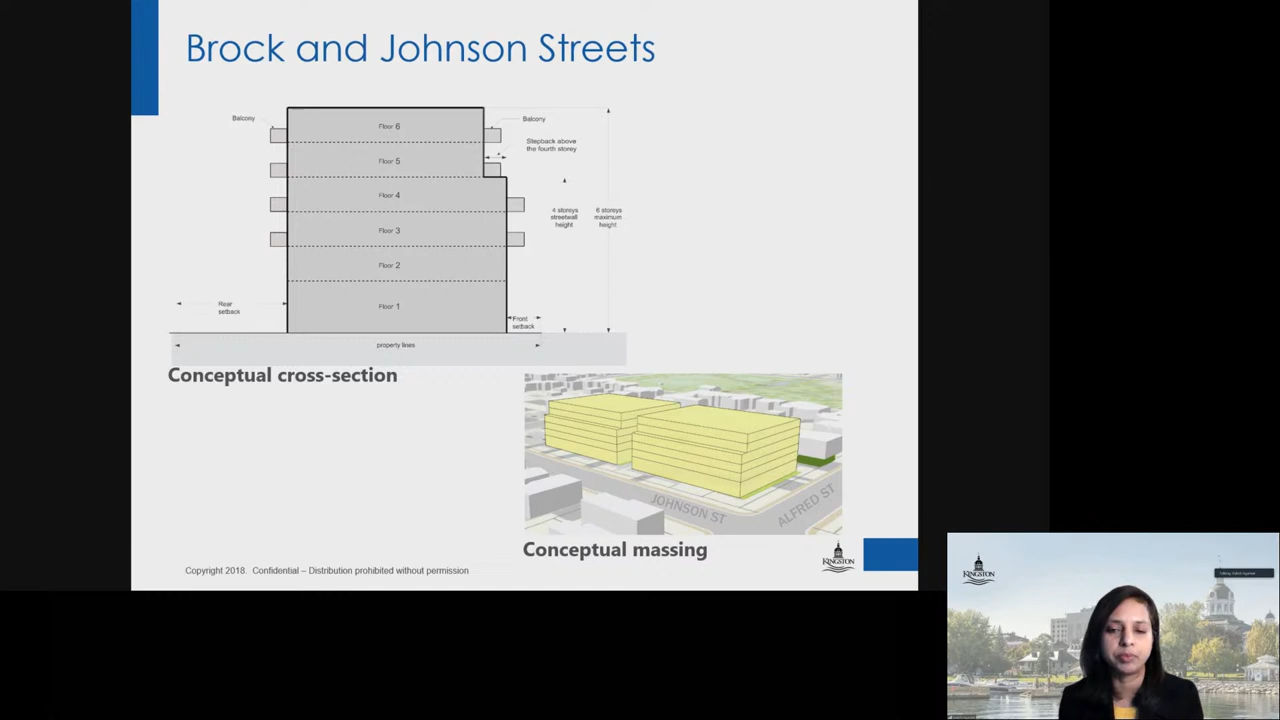 Brock and Johnson Streets
Balcony
Floor 6
Balcony
Stepback above
the fourth storey
Floor 5
Floor 4
4 storeys
streetwall
height
6 storeys
maximum
height
Floor 3
Floor 2
Rear
setback
Floor 1
Front
setback
property lines
Conceptual cross-section
JOHNSON ST
ALFRED ST
Conceptual massing
Copyright 2018. Confidential – Distribution prohibited without permission
KINGSTON
KINGSTON